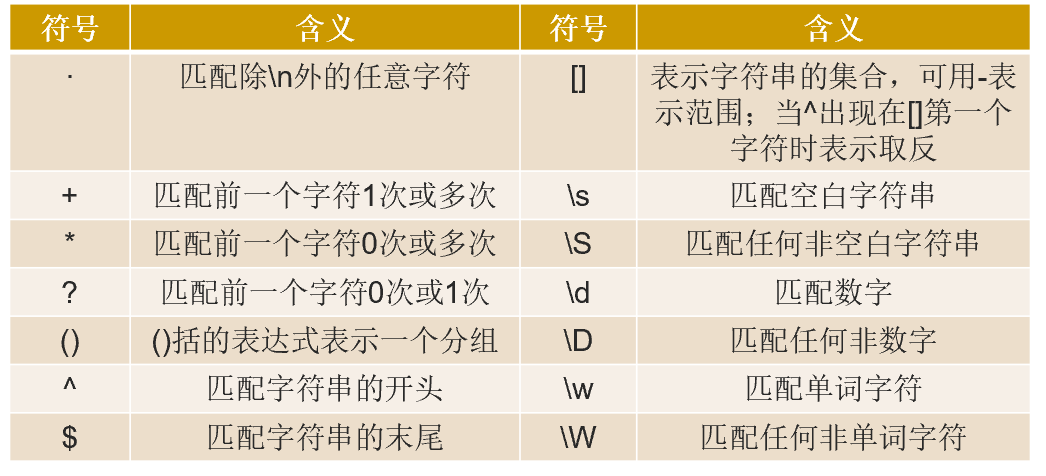 符号 含义 符号 含义
. 匹配除\n外的任意字符 [] 表示字符串的集合，可用-表
示范围；当^出现在[]第一个
字符时表示取反
+ 匹配前一个字符1次或多次 \s 匹配空白字符串
* 匹配前一个字符0次或多次 \S 匹配任何非空白字符串
? 匹配前一个字符0次或1次 \d 匹配数字
() ()括的表达式表示一个分组 \D 匹配任何非数字
^ 匹配字符串的开头 \w 匹配单词字符
$ 匹配字符串的末尾 \W 匹配任何非单词字符